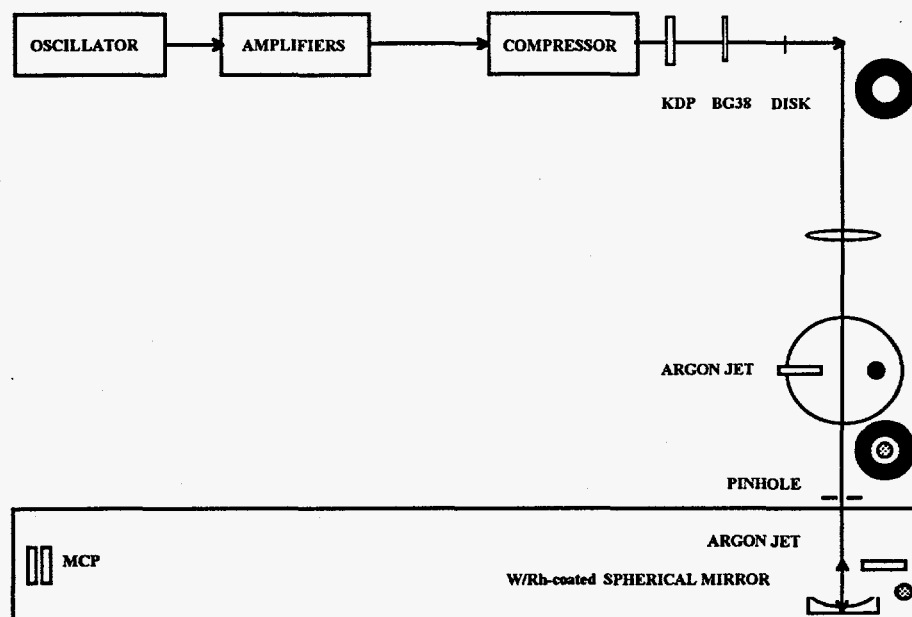 OSCILLATOR
AMPLIFIERS
COMPRESSOR
KDP
BG38
DISK
ARGON JET
PINHOLE
ARGON JET
MCP
W/Rh-coated SPHERICAL MIRROR